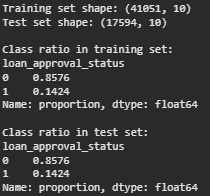 Training set shape: (41051, 10)
Test set shape: (17594, 10)
Class ratio in training set:
loan_approval_status
0    0.8576
1    0.1424
Name: proportion, dtype: float64
Class ratio in test set:
loan_approval_status
0    0.8576
1    0.1424
Name: proportion, dtype: float64